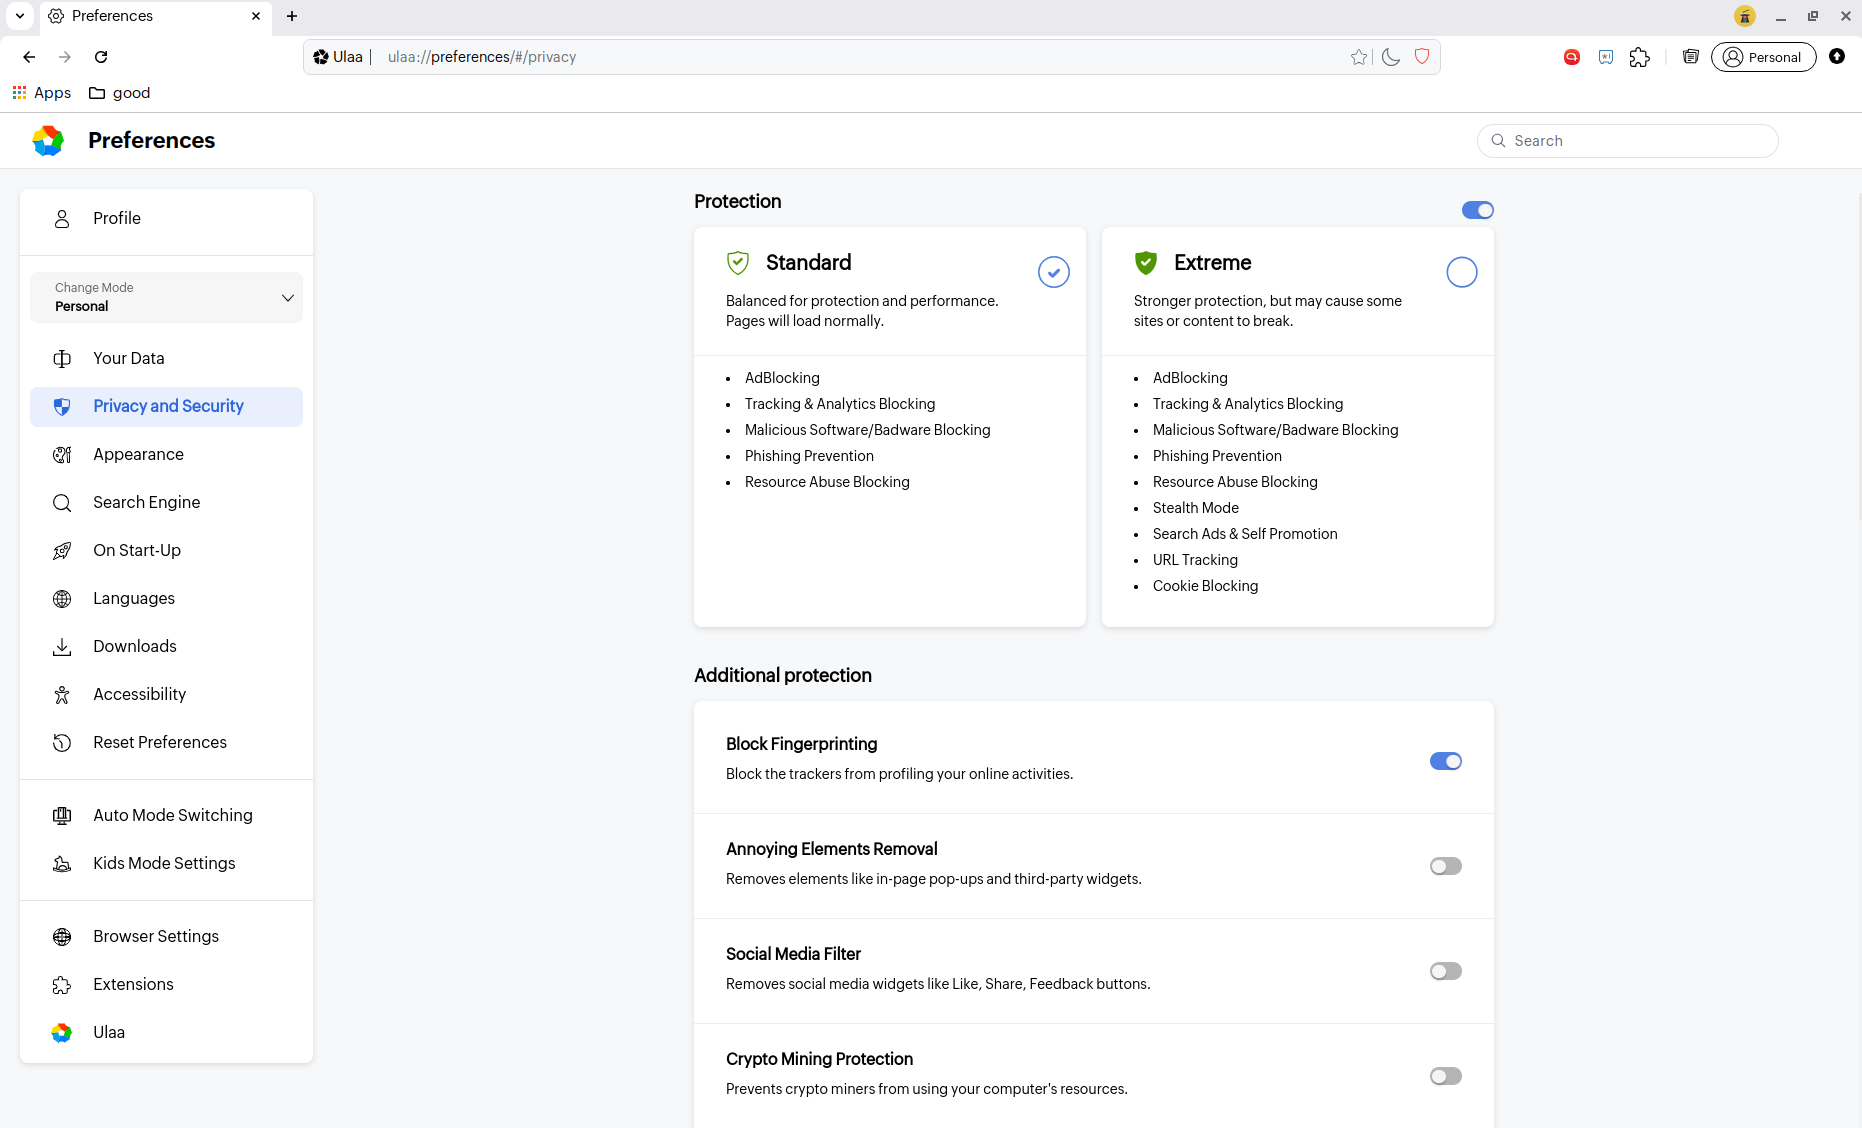 Preferences
Ulaa
ulaa://preferences/#/privacy
Personal
Apps
good
Preferences
Search
Profile
Change Mode
Personal
Your Data
Privacy and Security
Appearance
Search Engine
On Start-Up
Languages
Downloads
Accessibility
Reset Preferences
Auto Mode Switching
Kids Mode Settings
Browser Settings
Extensions
Ulaa
Protection
Standard
Balanced for protection and performance.
Pages will load normally.
• AdBlocking
• Tracking & Analytics Blocking
• Malicious Software/Badware Blocking
• Phishing Prevention
• Resource Abuse Blocking
Extreme
Stronger protection, but may cause some
sites or content to break.
• AdBlocking
• Tracking & Analytics Blocking
• Malicious Software/Badware Blocking
• Phishing Prevention
• Resource Abuse Blocking
• Stealth Mode
• Search Ads & Self Promotion
• URL Tracking
• Cookie Blocking
Additional protection
Block Fingerprinting
Block the trackers from profiling your online activities.
Annoying Elements Removal
Removes elements like in-page pop-ups and third-party widgets.
Social Media Filter
Removes social media widgets like Like, Share, Feedback buttons.
Crypto Mining Protection
Prevents crypto miners from using your computer's resources.